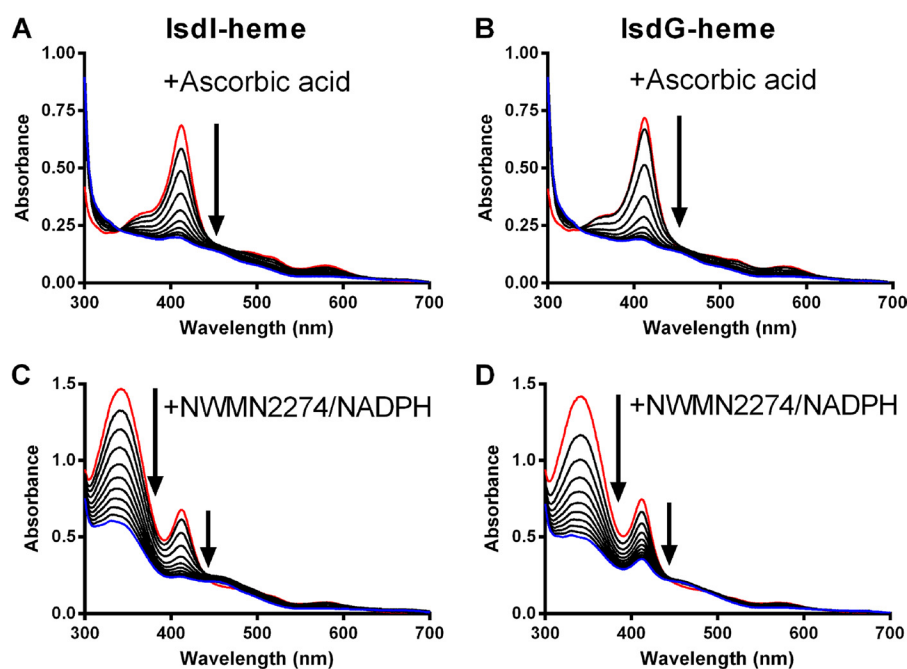 A
IsdI-heme
+Ascorbic acid
Absorbance
1.00
0.75
0.50
0.25
0.00
300 400 500 600 700
Wavelength (nm)
B
IsdG-heme
+Ascorbic acid
Absorbance
1.00
0.75
0.50
0.25
0.00
300 400 500 600 700
Wavelength (nm)
C
+NWMN2274/NADPH
Absorbance
1.5
1.0
0.5
0.0
300 400 500 600 700
Wavelength (nm)
D
+NWMN2274/NADPH
Absorbance
1.5
1.0
0.5
0.0
300 400 500 600 700
Wavelength (nm)